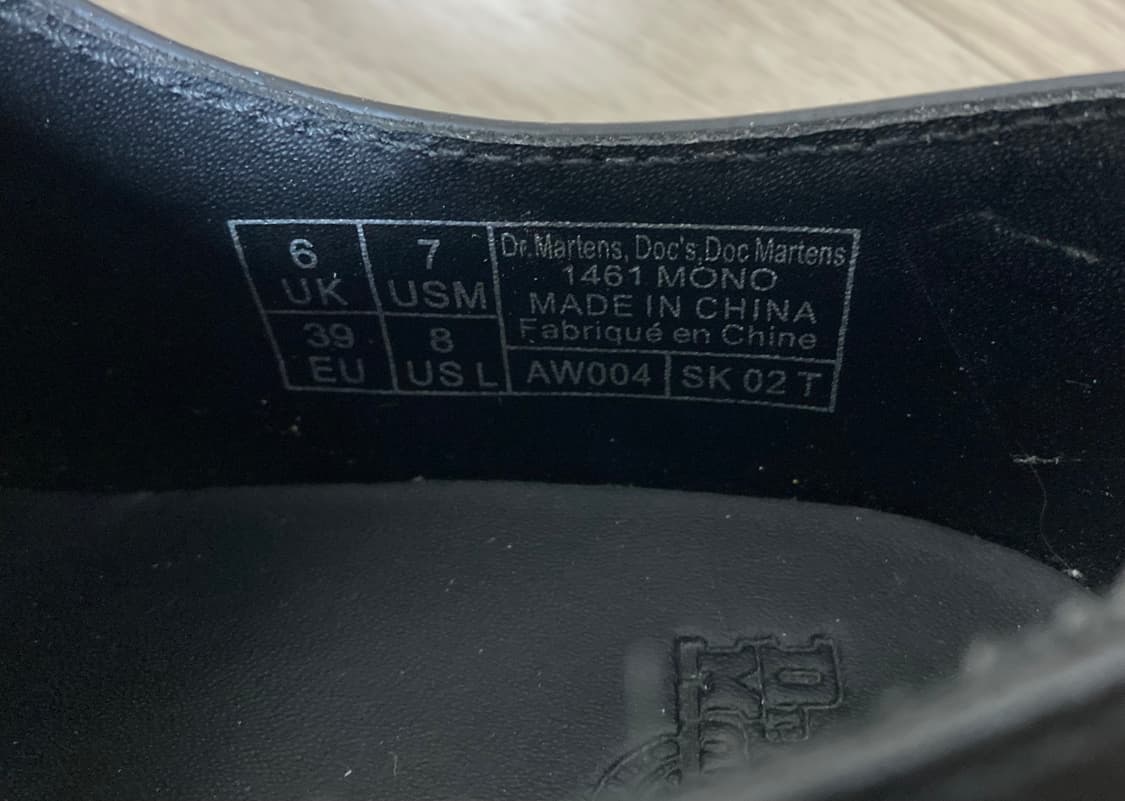 6
UK
7
USM
39
EU
8
US L
Dr.Martens, Doc's,Doc Martens
1461 MONO
MADE IN CHINA
Fabriqué en Chine
AW004
SK 02 T